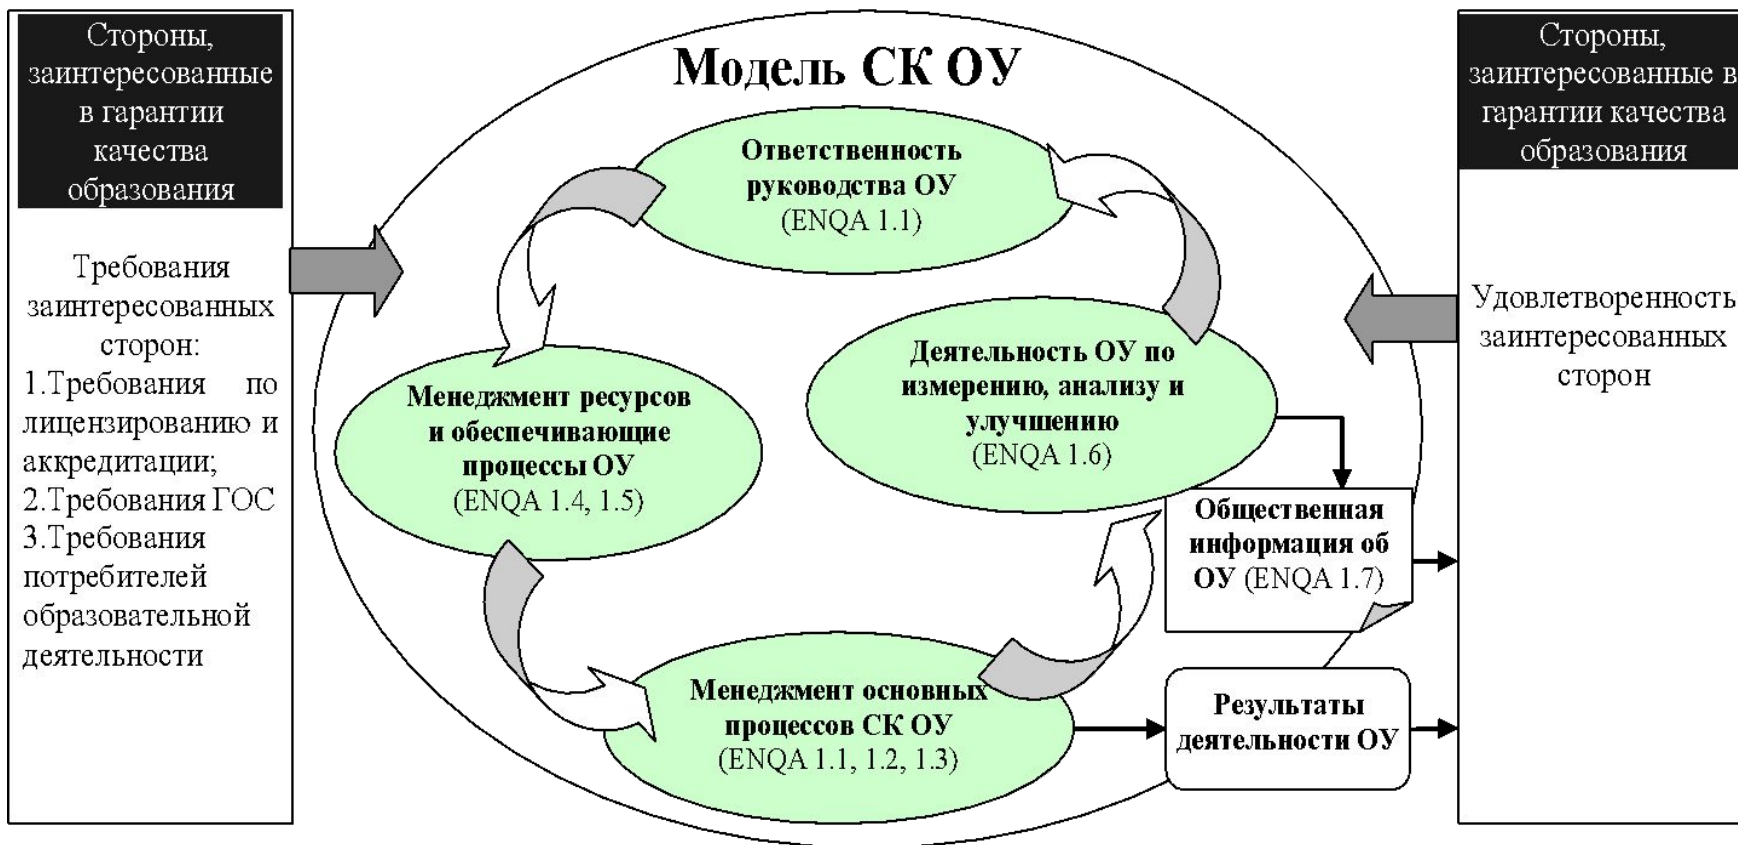 Стороны,
заинтересованные
в гарантии
качества
образования
Требования
заинтересованных
сторон:
1.Требования по
лицензированию и
аккредитации;
2.Требования ГОС
3.Требования
потребителей
образовательной
деятельности
Модель СК ОУ
Ответственность
руководства ОУ
(ENQA 1.1)
Менеджмент ресурсов
и обеспечивающие
процессы ОУ
(ENQA 1.4, 1.5)
Деятельность ОУ по
измерению, анализу и
улучшению
(ENQA 1.6)
Общественная
информация об
ОУ (ENQA 1.7)
Менеджмент основных
процессов СК ОУ
(ENQA 1.1, 1.2, 1.3)
Результаты
деятельности ОУ
Стороны,
заинтересованные в
гарантии качества
образования
Удовлетворенность
заинтересованных
сторон